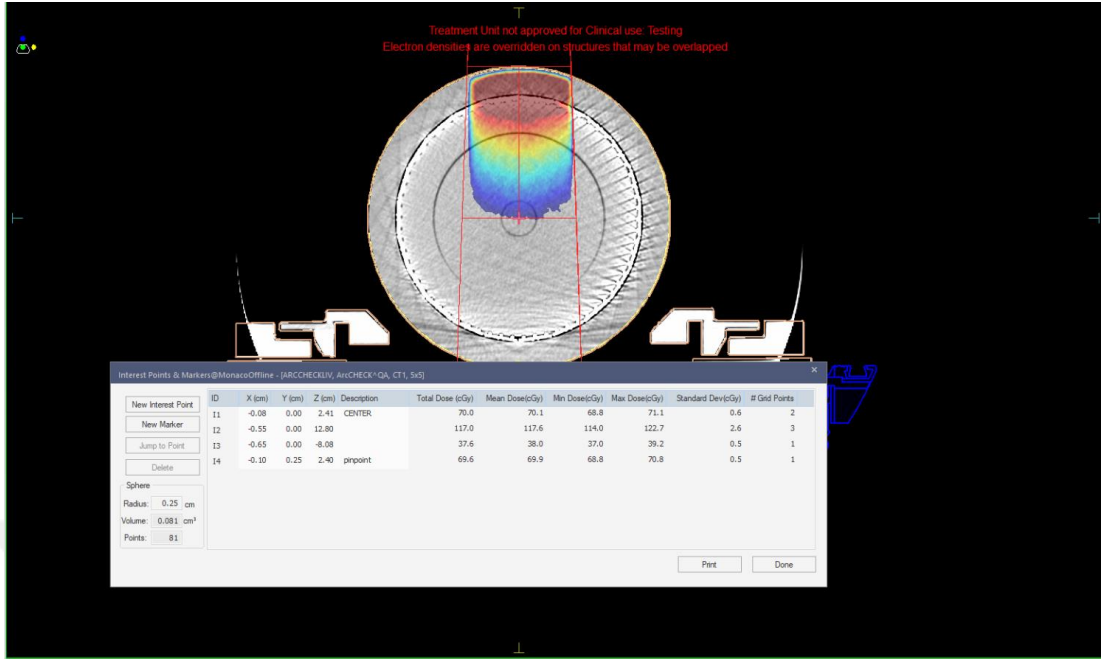 Treatment Unit not approved for Clinical use: Testing
Electron densities are overridden on structures that may be overlapped
Interest Points & Markers@MonacoOffline - [ARCCHECKLIV, ArcCHECK^QA, CT1, 5x5]
New Interest Point
New Marker
Jump to Point
Delete
Sphere
Radius: 0.25 cm
Volume: 0.081 cm³
Points: 81
ID X (cm) Y (cm) Z (cm) Description Total Dose (cGy) Mean Dose(cGy) Min Dose(cGy) Max Dose(cGy) Standard Dev(cGy) # Grid Points
I1 -0.08 0.00 2.41 CENTER 70.0 70.1 68.8 71.1 0.6 2
I2 -0.55 0.00 12.80 117.0 117.6 114.0 122.7 2.6 3
I3 -0.65 0.00 -8.08 37.6 38.0 37.0 39.2 0.5 1
I4 -0.10 0.25 2.40 pinpoint 69.6 69.9 68.8 70.8 0.5 1
Print
Done